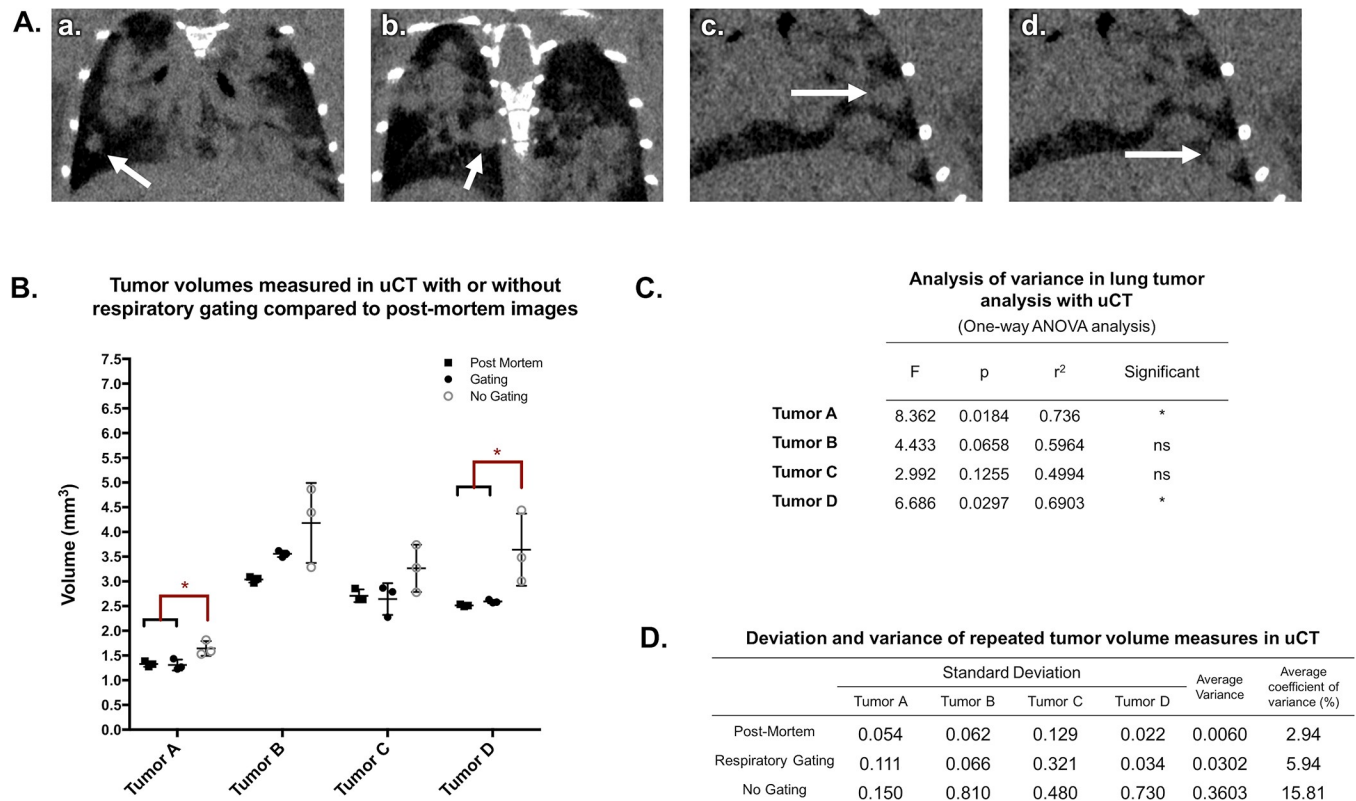 A.
a.
b.
c.
d.
B.
Tumor volumes measured in uCT with or without
respiratory gating compared to post-mortem images
Post Mortem
Gating
No Gating
Volume (mm³)
7.5
7.0
6.5
6.0
5.5
5.0
4.5
4.0
3.5
3.0
2.5
2.0
1.5
1.0
0.5
0.0
*
*
Tumor A
Tumor B
Tumor C
Tumor D
C.
Analysis of variance in lung tumor
analysis with uCT
(One-way ANOVA analysis)
F p r² Significant
Tumor A 8.362 0.0184 0.736 *
Tumor B 4.433 0.0658 0.5964 ns
Tumor C 2.992 0.1255 0.4994 ns
Tumor D 6.686 0.0297 0.6903 *
D.
Deviation and variance of repeated tumor volume measures in uCT
Standard Deviation
Average
Variance
Average
coefficient of
variance (%)
Tumor A Tumor B Tumor C Tumor D
Post-Mortem 0.054 0.062 0.129 0.022 0.0060 2.94
Respiratory Gating 0.111 0.066 0.321 0.034 0.0302 5.94
No Gating 0.150 0.810 0.480 0.730 0.3603 15.81